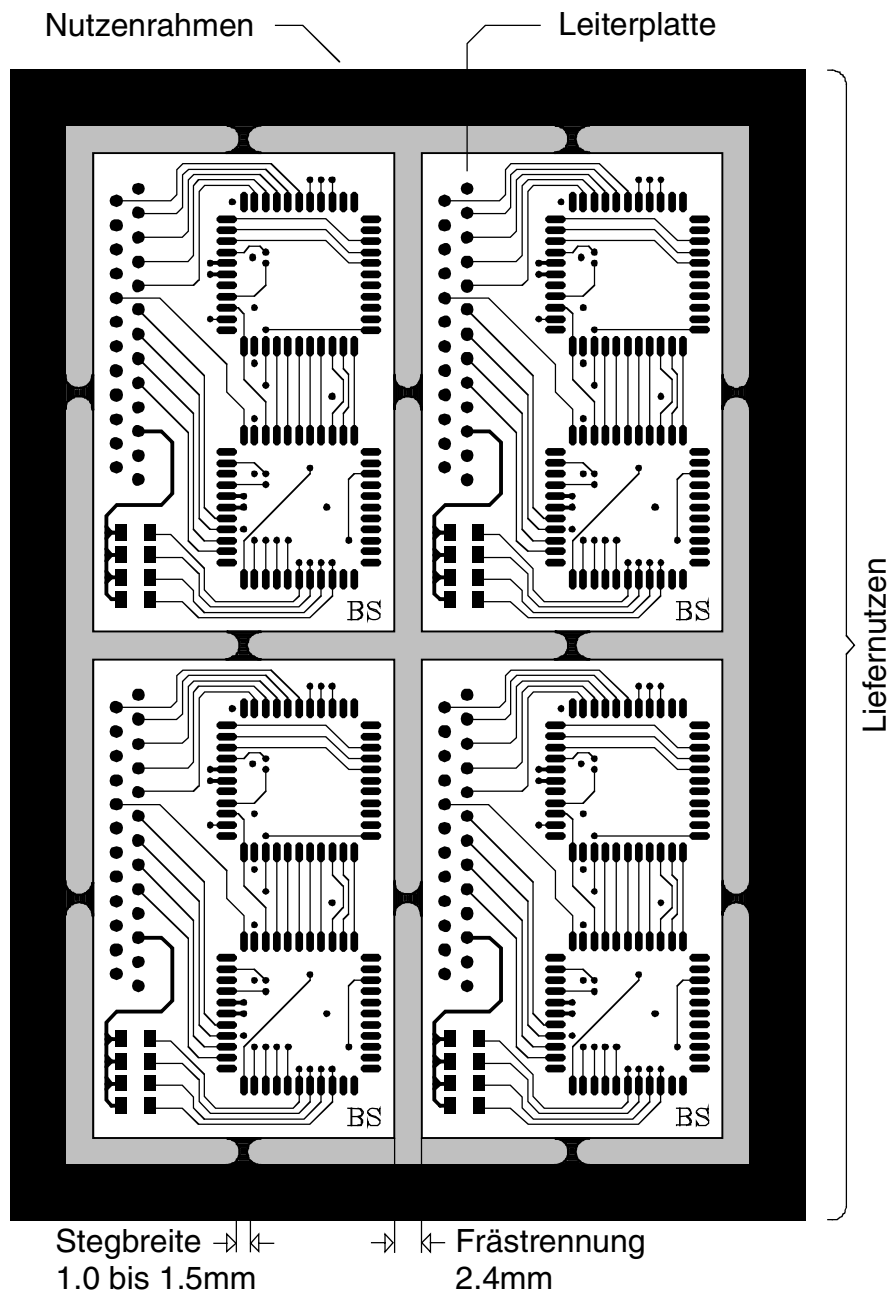 Nutzenrahmen
Leiterplatte
BS
BS
Liefernutzen
BS
BS
Stegbreite
1.0 bis 1.5mm
Frästrennung
2.4mm